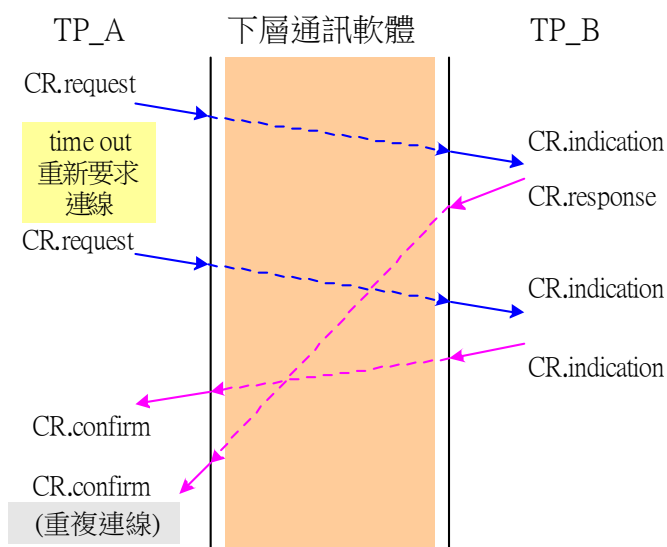 TP_A 下層通訊軟體 TP_B
CR.request
time out
重新要求
連線
CR.indication
CR.response
CR.request
CR.indication
CR.indication
CR.confirm
CR.confirm
(重複連線)